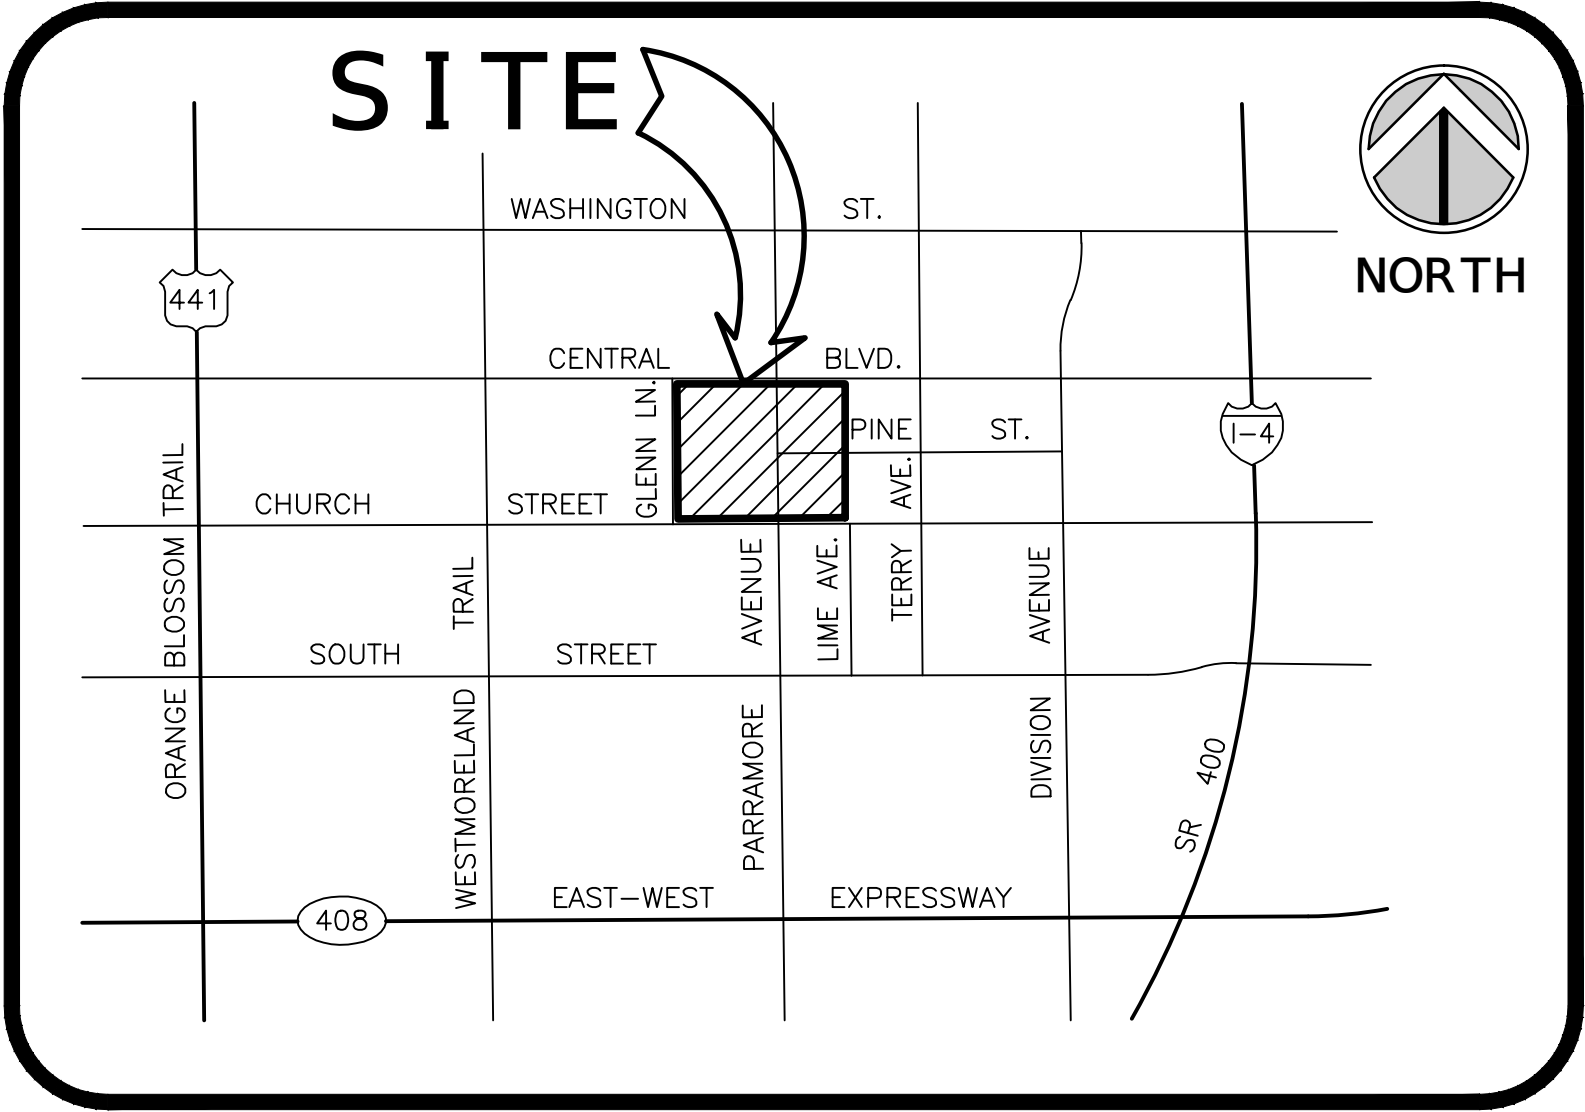 SITE
WASHINGTON ST.
NORTH
441
CENTRAL BLVD.
GLENN LN.
PINE ST.
I-4
CHURCH STREET
TERRY AVE.
ORANGE BLOSSOM TRAIL
WESTMORELAND TRAIL
PARRAMORE AVENUE
LIME AVE.
DIVISION AVENUE
SOUTH STREET
SR 400
EAST-WEST EXPRESSWAY
408